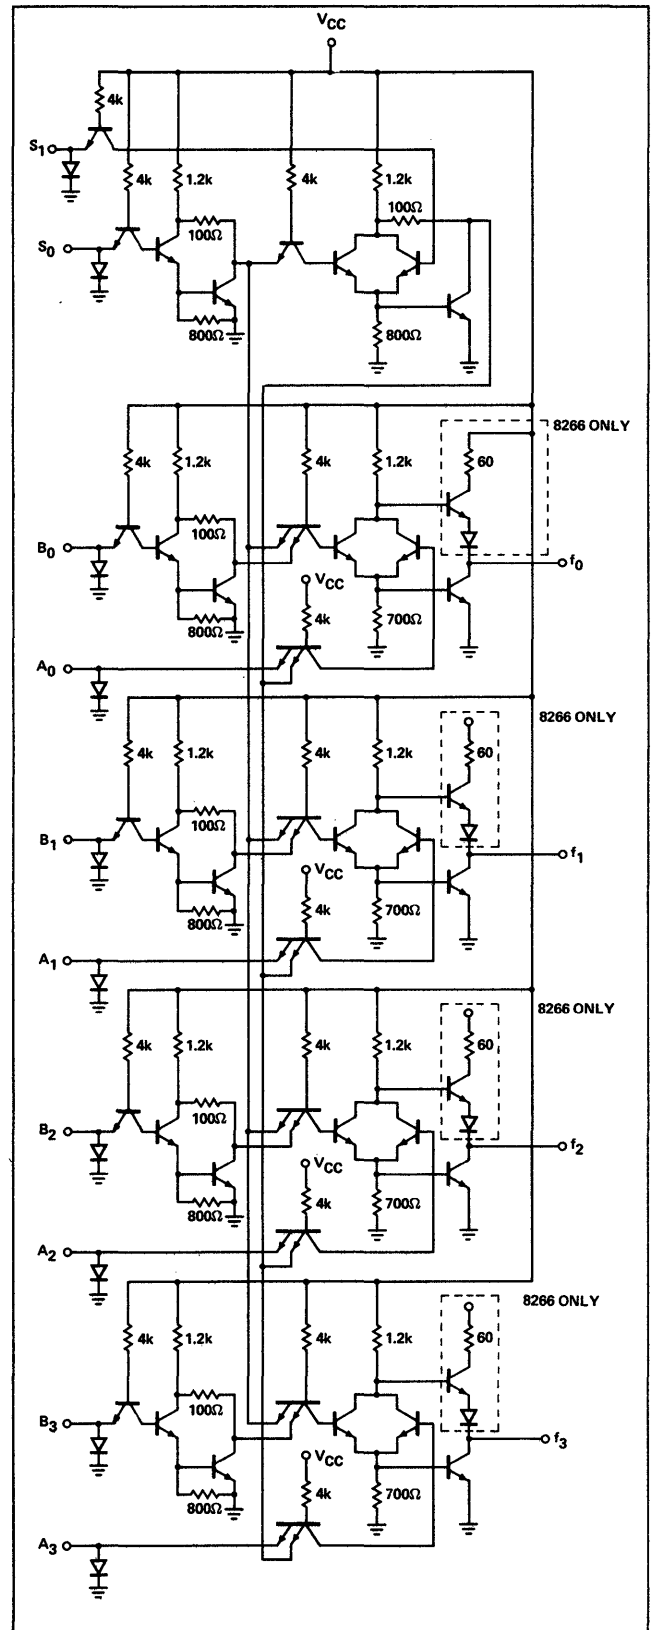 VCC
4k
S1
4k
1.2k
4k
1.2k
100Ω
100Ω
S0
800Ω
800Ω
8266 ONLY
4k
1.2k
4k
1.2k
60
100Ω
B0
f0
VCC
800Ω
4k
700Ω
A0
8266 ONLY
4k
1.2k
4k
1.2k
60
100Ω
B1
f1
VCC
800Ω
4k
700Ω
A1
8266 ONLY
4k
1.2k
4k
1.2k
60
100Ω
B2
f2
VCC
800Ω
4k
700Ω
A2
8266 ONLY
4k
1.2k
4k
1.2k
60
100Ω
B3
f3
VCC
800Ω
4k
700Ω
A3